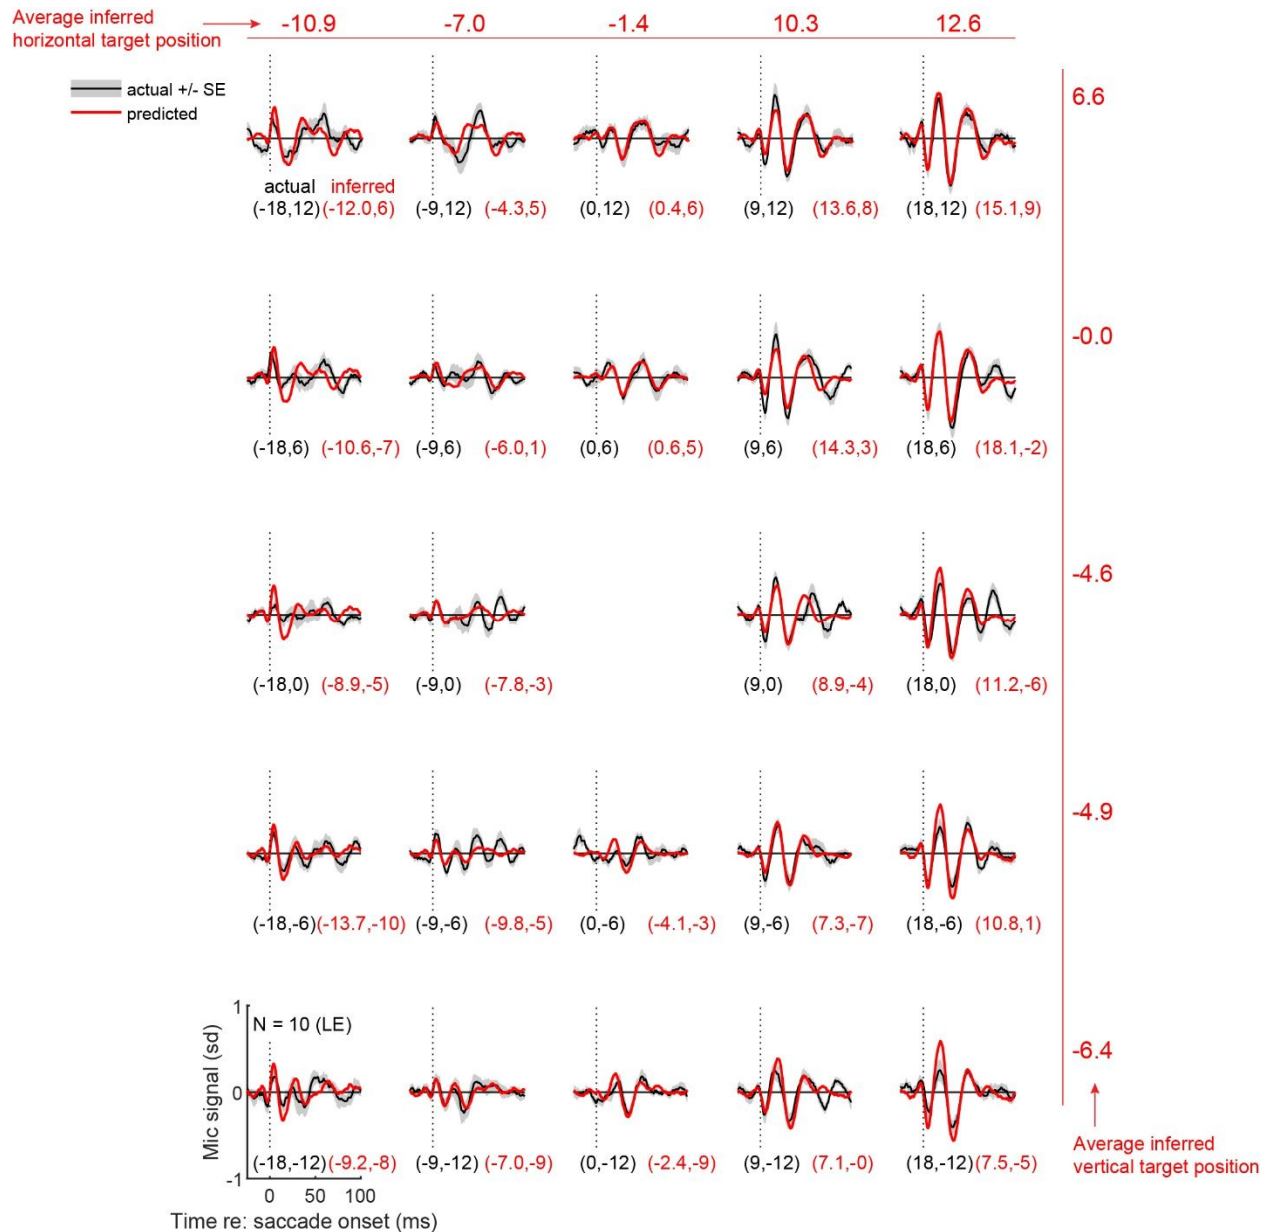 Average inferred
horizontal target position
-10.9 -7.0 -1.4 10.3 12.6
actual +/- SE
predicted
6.6
actual inferred
(-18,12) (-12.0,6) (-9,12) (-4.3,5) (0,12) (0.4,6) (9,12) (13.6,8) (18,12) (15.1,9)
-0.0
(-18,6) (-10.6,-7) (-9,6) (-6.0,1) (0,6) (0.6,5) (9,6) (14.3,3) (18,6) (18.1,-2)
-4.6
(-18,0) (-8.9,-5) (-9,0) (-7.8,-3) (9,0) (8.9,-4) (18,0) (11.2,-6)
-4.9
(-18,-6) (-13.7,-10) (-9,-6) (-9.8,-5) (0,-6) (-4.1,-3) (9,-6) (7.3,-7) (18,-6) (10.8,1)
1
N = 10 (LE)
-6.4
Mic signal (sd)
0
(-18,-12) (-9.2,-8) (-9,-12) (-7.0,-9) (0,-12) (-2.4,-9) (9,-12) (7.1,-0) (18,-12) (7.5,-5)
-1
Average inferred
vertical target position
0 50 100
Time re: saccade onset (ms)